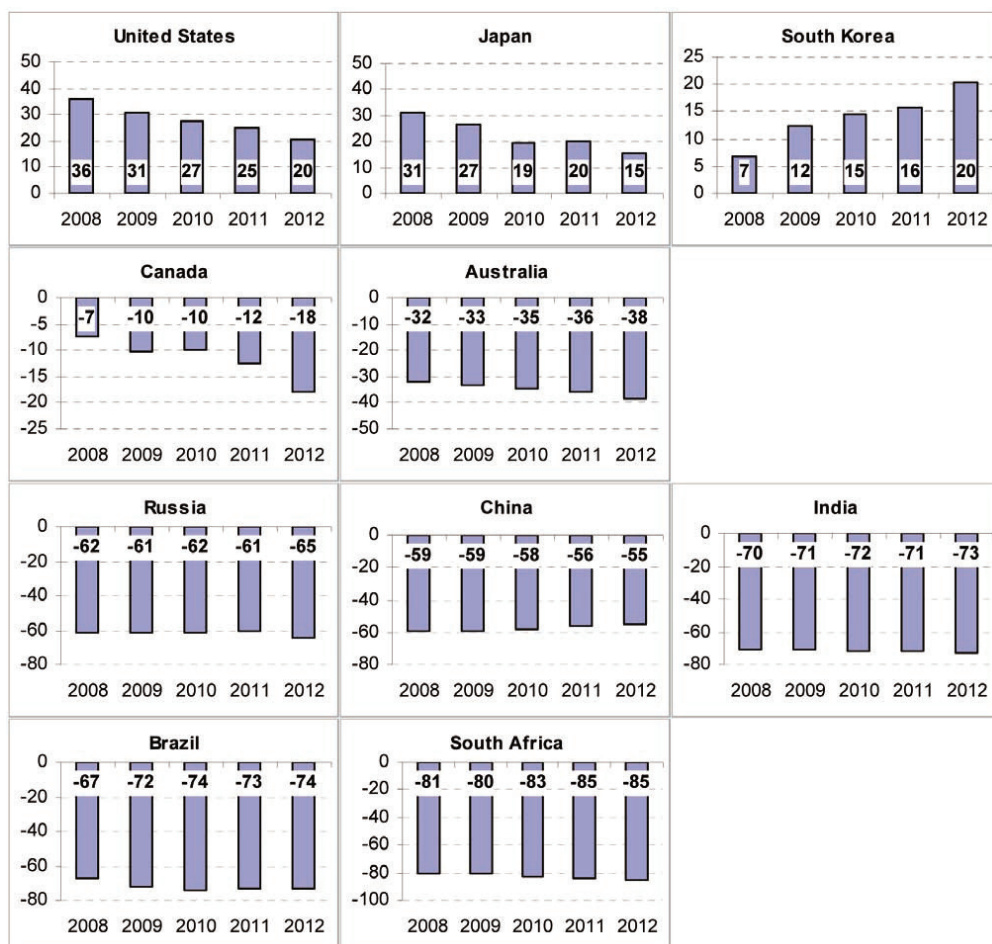 United States
50
40
30
20
10
0
36 31 27 25 20
2008 2009 2010 2011 2012
Japan
50
40
30
20
10
0
31 27 19 20 15
2008 2009 2010 2011 2012
South Korea
25
20
15
10
5
0
7 12 15 16 20
2008 2009 2010 2011 2012
Canada
0
-5
-10
-15
-20
-25
-7 -10 -10 -12 -18
2008 2009 2010 2011 2012
Australia
0
-10
-20
-30
-40
-50
-32 -33 -35 -36 -38
2008 2009 2010 2011 2012
Russia
0
-20
-40
-60
-80
-62 -61 -62 -61 -65
2008 2009 2010 2011 2012
China
0
-20
-40
-60
-80
-59 -59 -58 -56 -55
2008 2009 2010 2011 2012
India
0
-20
-40
-60
-80
-70 -71 -72 -71 -73
2008 2009 2010 2011 2012
Brazil
0
-20
-40
-60
-80
-67 -72 -74 -73 -74
2008 2009 2010 2011 2012
South Africa
0
-20
-40
-60
-80
-100
-81 -80 -83 -85 -85
2008 2009 2010 2011 2012